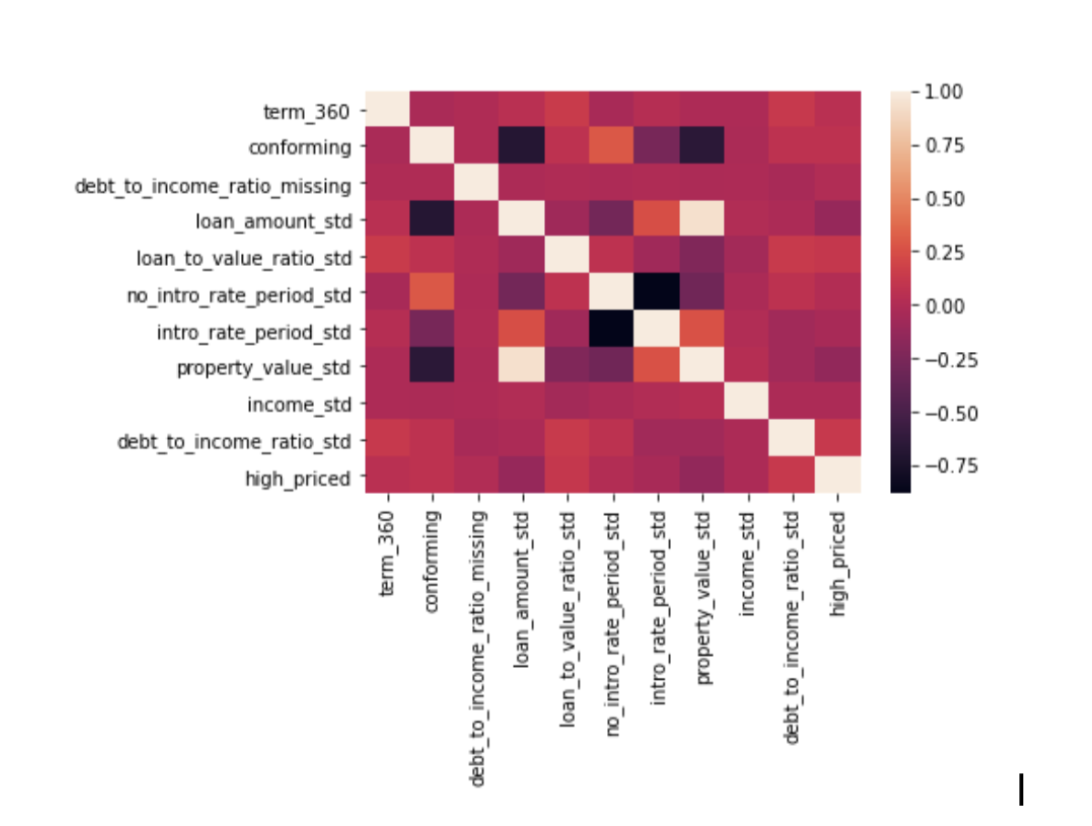 term_360
conforming
debt_to_income_ratio_missing
loan_amount_std
loan_to_value_ratio_std
no_intro_rate_period_std
intro_rate_period_std
property_value_std
income_std
debt_to_income_ratio_std
high_priced
1.00
0.75
0.50
0.25
0.00
−0.25
−0.50
−0.75
term_360
conforming
debt_to_income_ratio_missing
loan_amount_std
loan_to_value_ratio_std
no_intro_rate_period_std
intro_rate_period_std
property_value_std
income_std
debt_to_income_ratio_std
high_priced